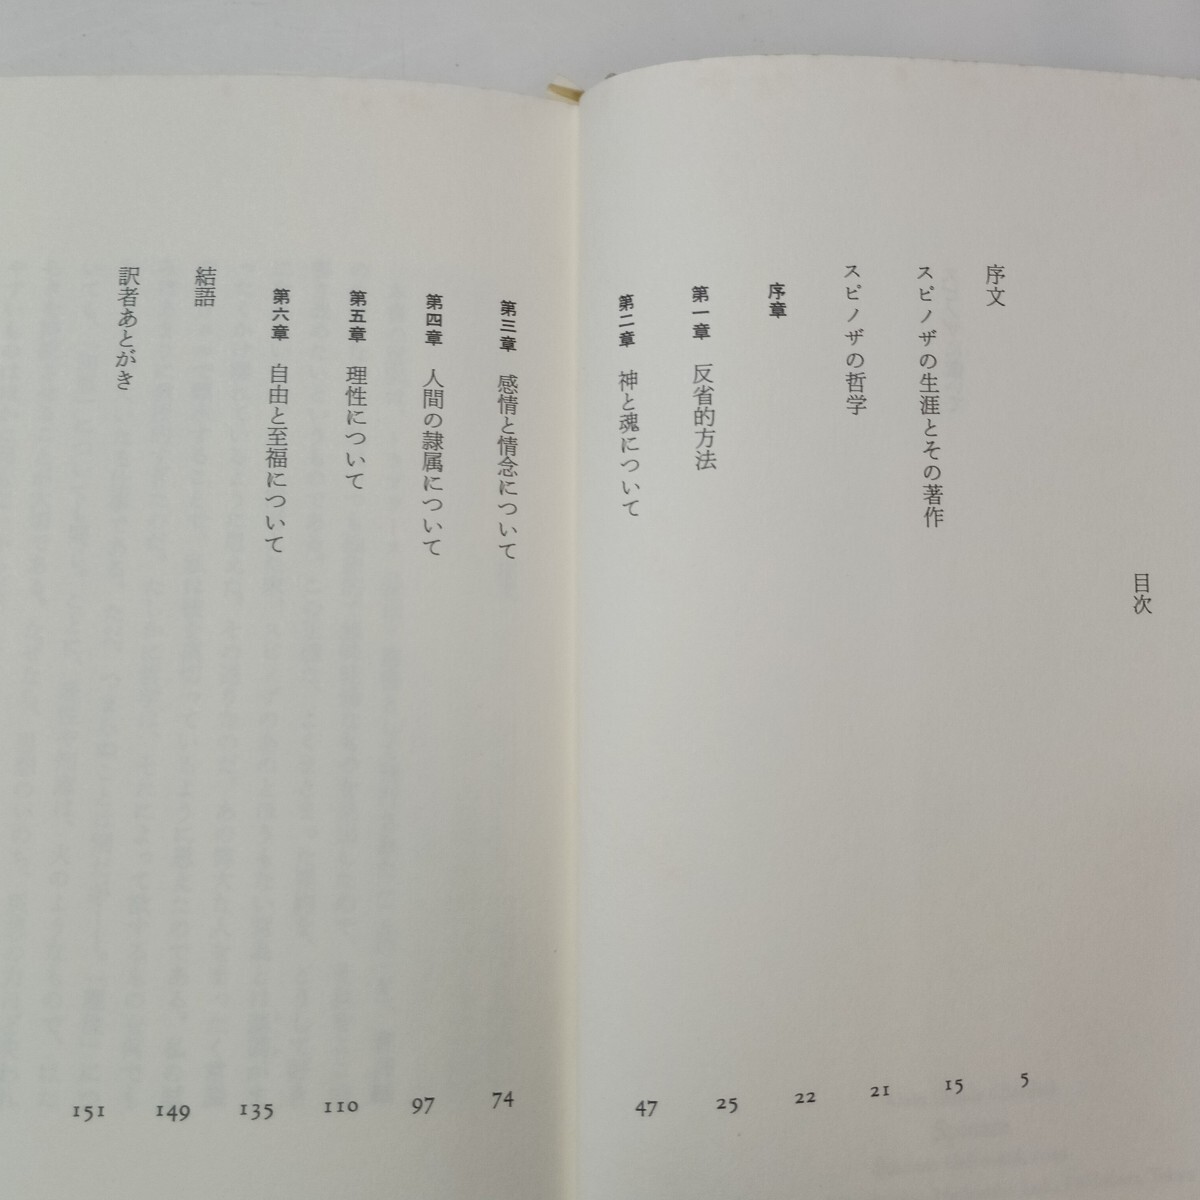 目次
序文 5
スピノザの生涯とその著作 15
スピノザの哲学 21
序章 22
第一章 反省的方法 25
第二章 神と魂について 47
第三章 感情と情念について 74
第四章 人間の隷属について 97
第五章 理性について 110
第六章 自由と至福について 135
結語 149
訳者あとがき 151